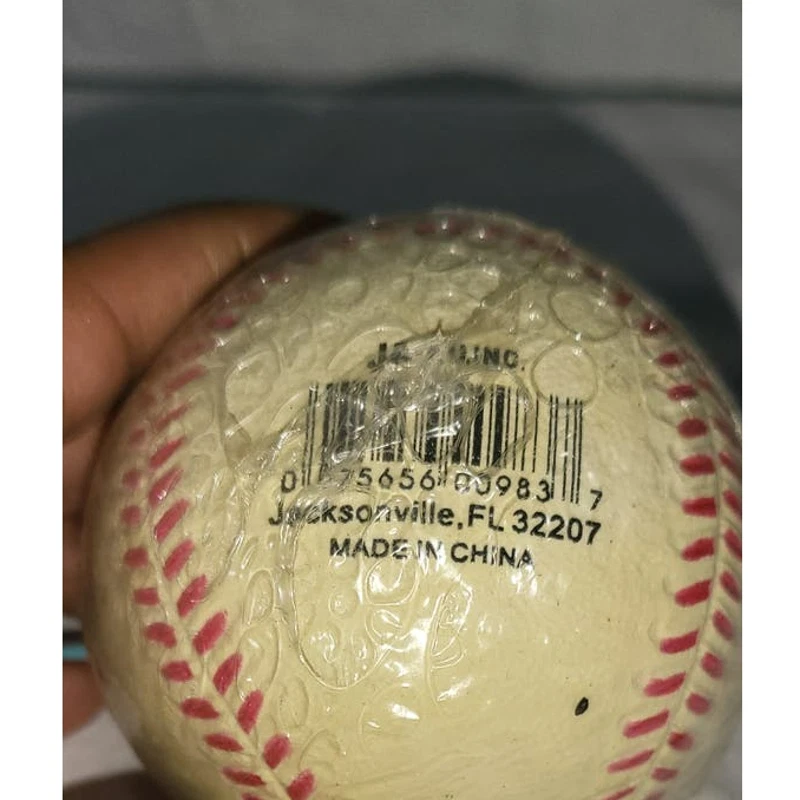 INC.
0 75656 00983 7
Jacksonville, FL 32207
MADE IN CHINA